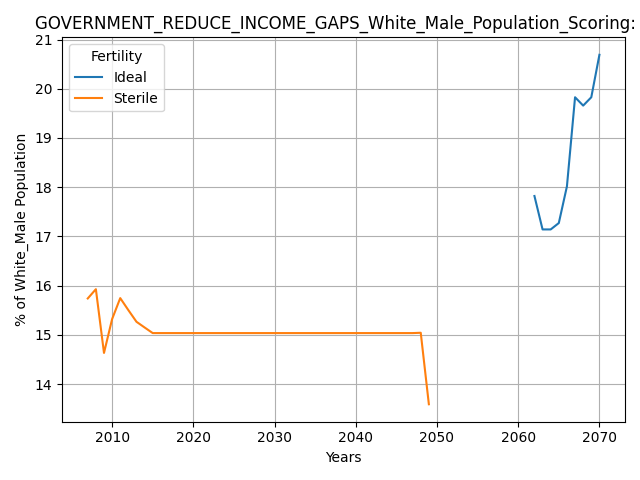 GOVERNMENT_REDUCE_INCOME_GAPS_White_Male_Population_Scoring:
21
20
19
18
17
16
15
14
% of White_Male Population
Fertility
Ideal
Sterile
2010 2020 2030 2040 2050 2060 2070
Years